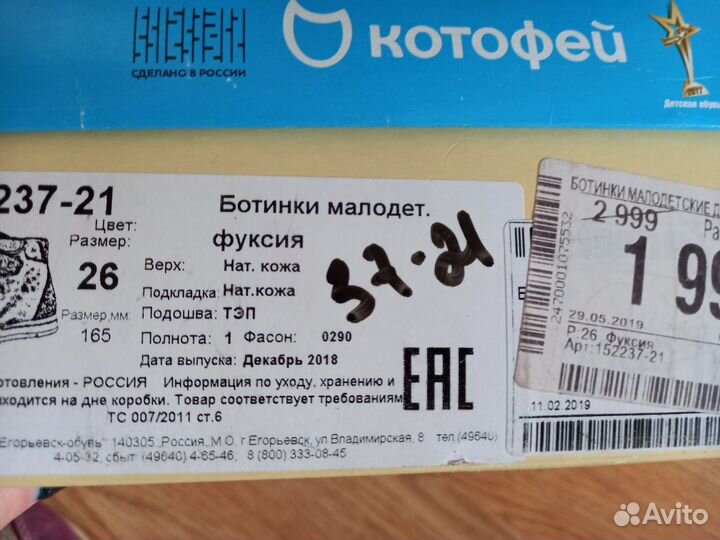 СДЕЛАНО В РОССИИ
КОТОФЕЙ
2017
Детская обувь
237-21
Ботинки малодет.
Цвет:
фуксия
Размер:
26
Верх: Нат. кожа
Подкладка: Нат.кожа
Размер,мм:
165
Подошва: ТЭП
Полнота: 1 Фасон: 0290
Дата выпуска: Декабрь 2018
37-21
ЕАС
отовления - РОССИЯ Информация по уходу, хранению и
ходится на дне коробки. Товар соответствует требованиям
ТС 007/2011 ст.6
Егорьевск-обувь" 140305 ,Россия, М.О. г Егорьевск, ул Владимирская, 8 тел.(49640)
4-05-32, сбыт (49640) 4-65-46, 8 (800) 333-08-45
БОТИНКИ МАЛОДЕТСКИЕ Д
2 999
1 99
2470001075532
29.05.2019
Р.26 Фуксия
Арт:152237-21
11.02 2019
Avito